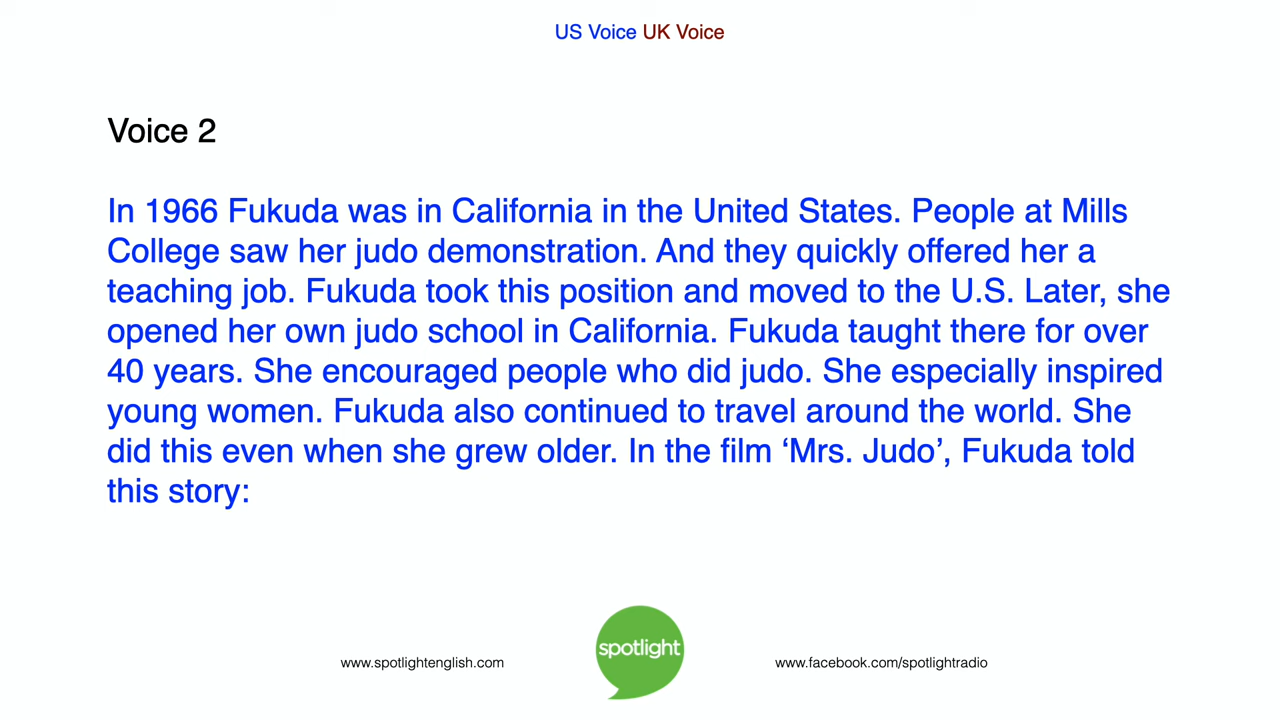 US Voice UK Voice
Voice 2
In 1966 Fukuda was in California in the United States. People at Mills
College saw her judo demonstration. And they quickly offered her a
teaching job. Fukuda took this position and moved to the U.S. Later, she
opened her own judo school in California. Fukuda taught there for over
40 years. She encouraged people who did judo. She especially inspired
young women. Fukuda also continued to travel around the world. She
did this even when she grew older. In the film ‘Mrs. Judo’, Fukuda told
this story:
spotlight
www.spotlightenglish.com
www.facebook.com/spotlightradio